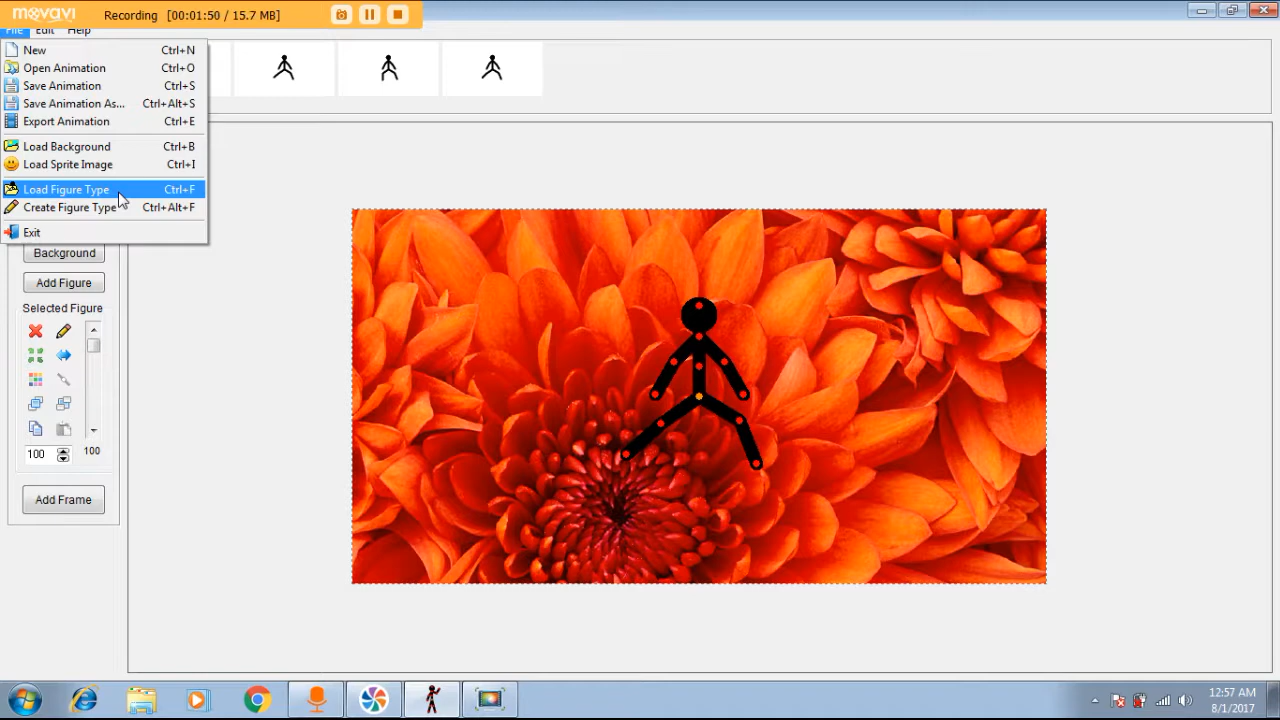 movavi Recording [00:01:50 / 15.7 MB]
File Edit Help
New Ctrl+N
Open Animation Ctrl+O
Save Animation Ctrl+S
Save Animation As... Ctrl+Alt+S
Export Animation Ctrl+E
Load Background Ctrl+B
Load Sprite Image Ctrl+I
Load Figure Type Ctrl+F
Create Figure Type Ctrl+Alt+F
Exit
Background
Add Figure
Selected Figure
100 100
Add Frame
12:57 AM
8/1/2017